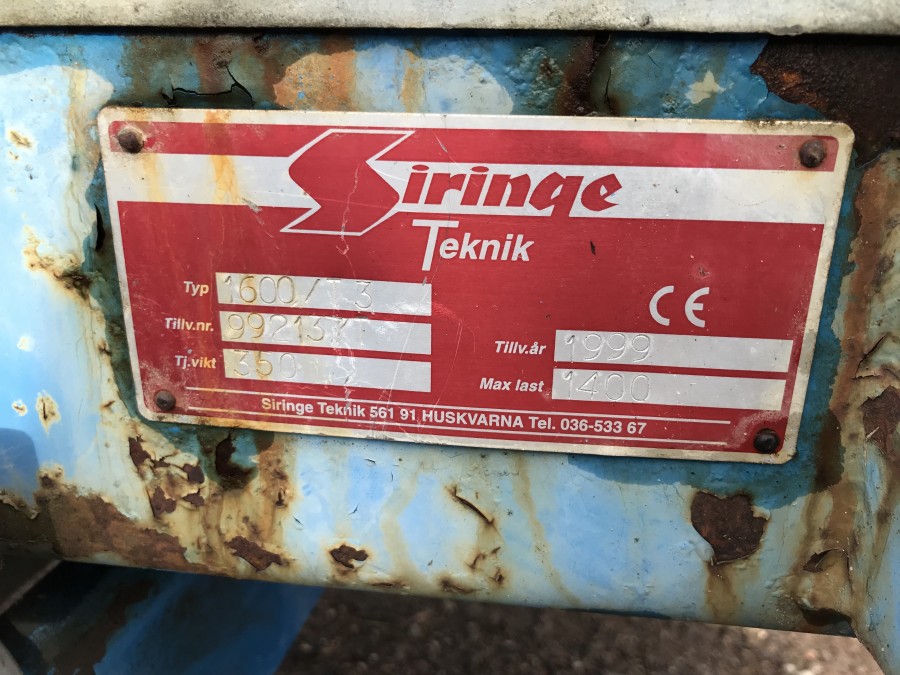 Siringe
Teknik
Typ 1600/T3
Tillv.nr.
Tj.vikt 350
CE
Tillv.år 1999
Max last 1400
Siringe Teknik 561 91 HUSKVARNA Tel. 036-533 67